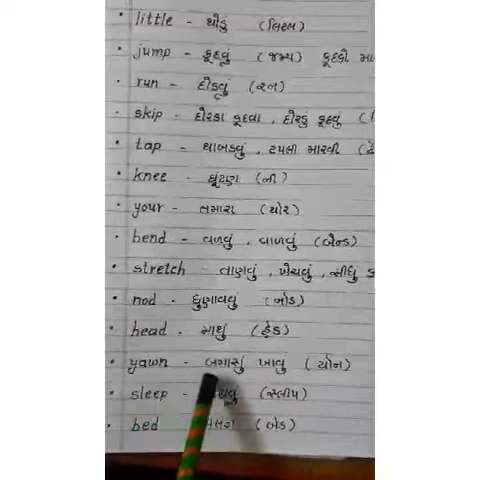 • little - થોડું (લિટલ)
• jump - કૂદવું (જમ્પ) કૂદકો
• run - દોડવું (રન)
• skip - દોરડા કૂદવા, દોરડું કૂદવું
• tap - થાબડવું, ટપલી મારવી
• knee - ઘૂંટણ (ની)
• your - તમારા (યોર)
• bend - વળવું, વાળવું (બેન્ડ)
• stretch - તાણવું, ખેંચવું, સીધું
• nod - ધુણાવવું (નોડ)
• head - માથું (હેડ)
• yawn - બગાસું ખાવું (યોન)
• sleep - (સ્લીપ)
• bed - (બેડ)